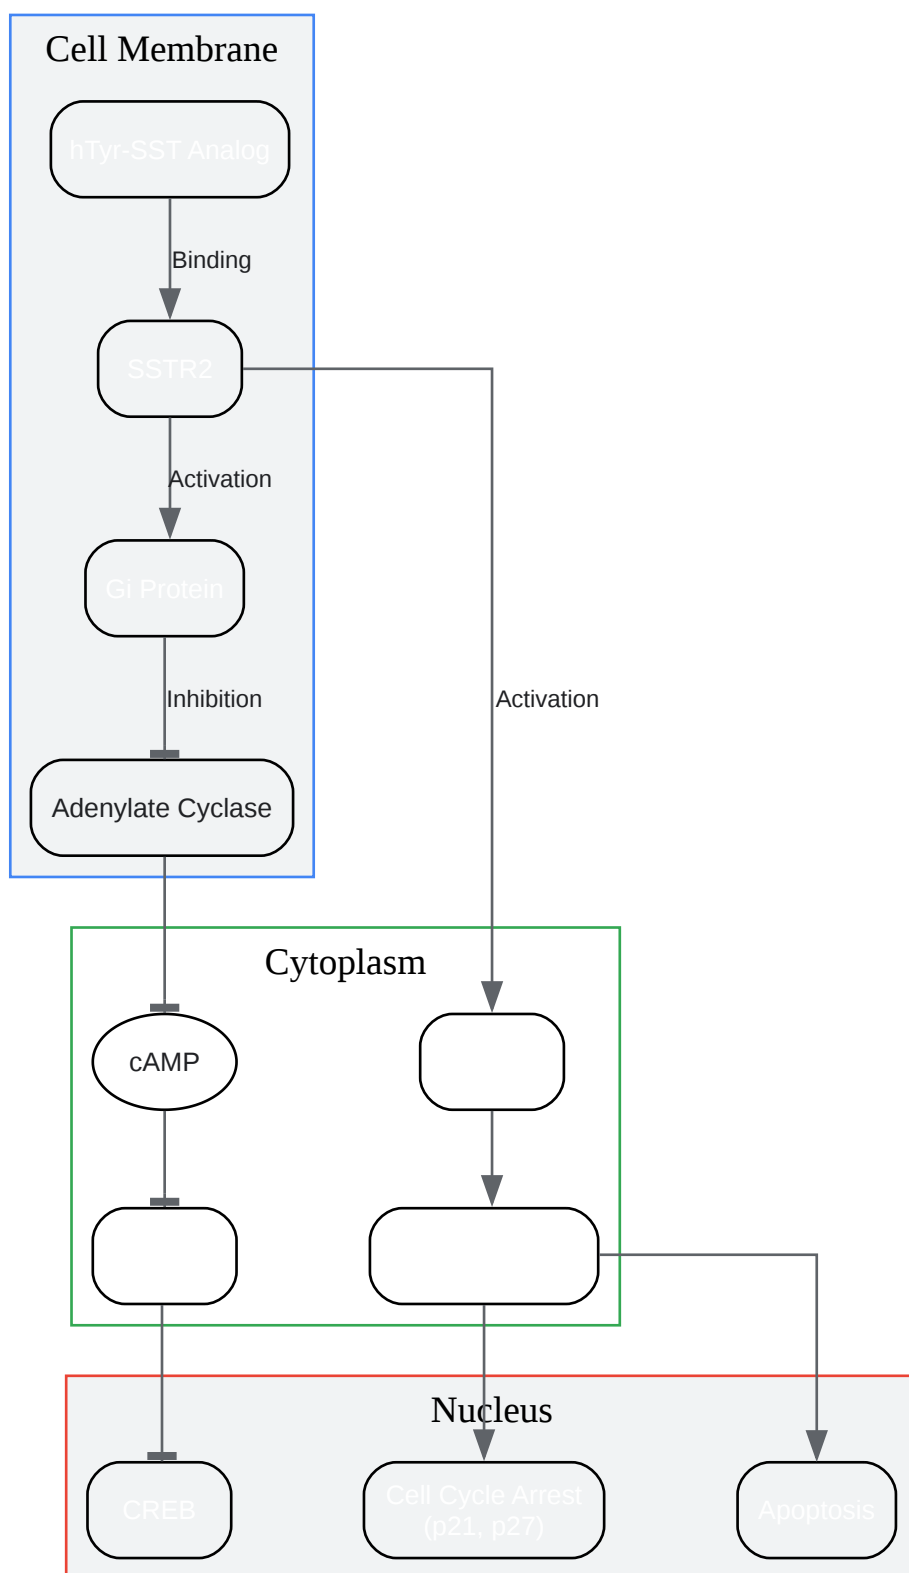 Cell Membrane
hTyr-SST Analog
Binding
SSTR2
Activation
Gi Protein
Inhibition
Activation
Adenylate Cyclase
Cytoplasm
cAMP
Nucleus
CREB
Cell Cycle Arrest
(p21, p27)
Apoptosis